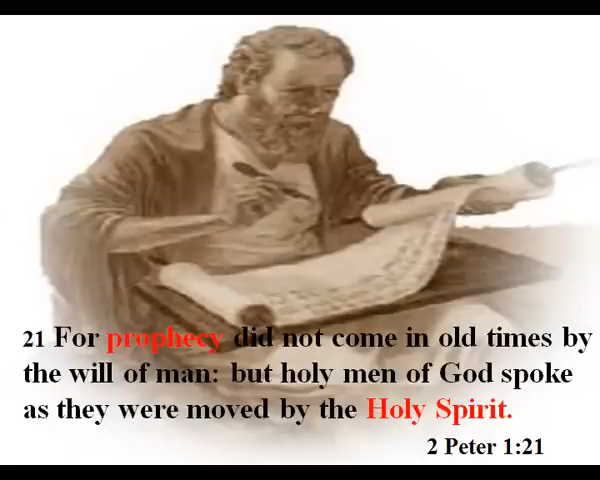 21 For prophecy did not come in old times by
the will of man: but holy men of God spoke
as they were moved by the Holy Spirit.
2 Peter 1:21